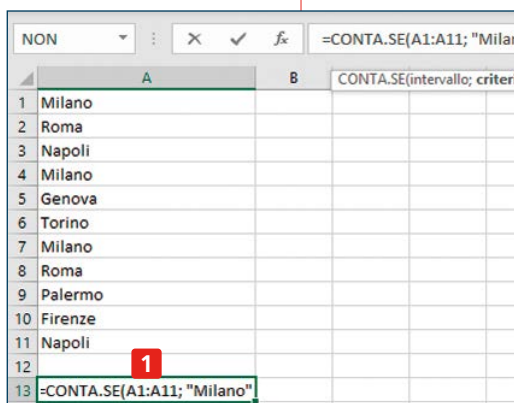 NON fx =CONTA.SE(A1:A11; "Milan
A B CONTA.SE(intervallo; criter
1 Milano
2 Roma
3 Napoli
4 Milano
5 Genova
6 Torino
7 Milano
8 Roma
9 Palermo
10 Firenze
11 Napoli
12 1
13 =CONTA.SE(A1:A11; "Milano"